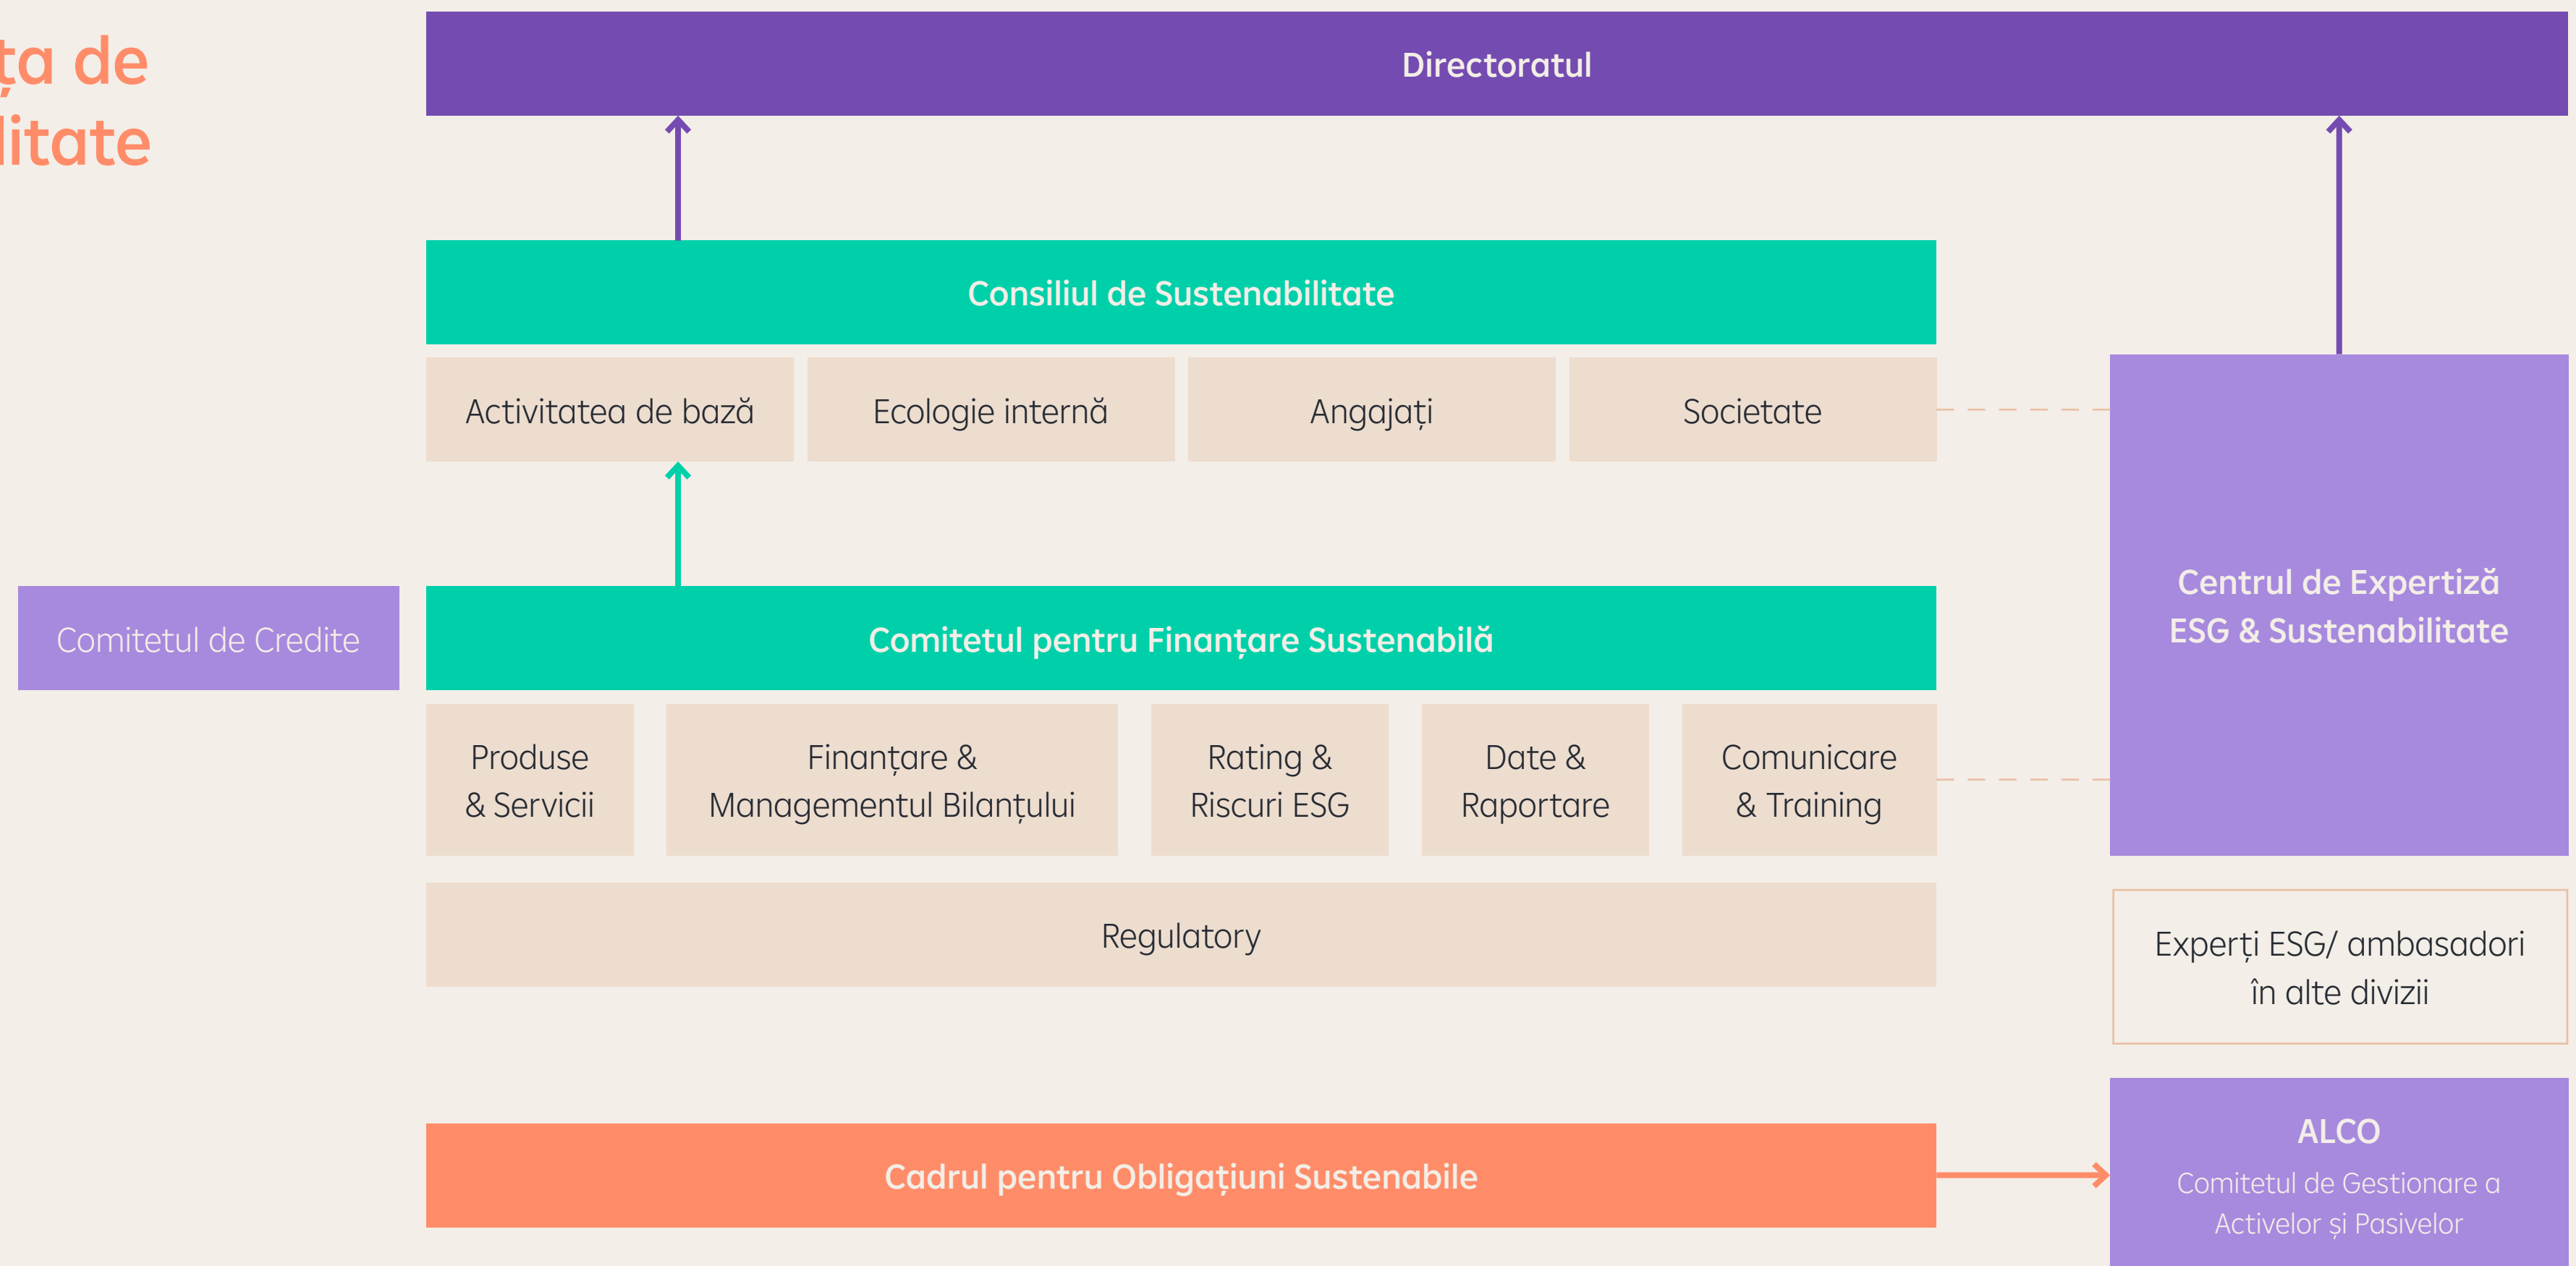 ța de
litate
Directoratul
Consiliul de Sustenabilitate
Activitatea de bază
Ecologie internă
Angajați
Societate
Centrul de Expertiză
ESG & Sustenabilitate
Comitetul de Credite
Comitetul pentru Finanțare Sustenabilă
Produse
& Servicii
Finanțare &
Managementul Bilanțului
Rating &
Riscuri ESG
Date &
Raportare
Comunicare
& Training
Regulatory
Experți ESG/ ambasadori
în alte divizii
Cadrul pentru Obligațiuni Sustenabile
ALCO
Comitetul de Gestionare a
Activelor și Pasivelor